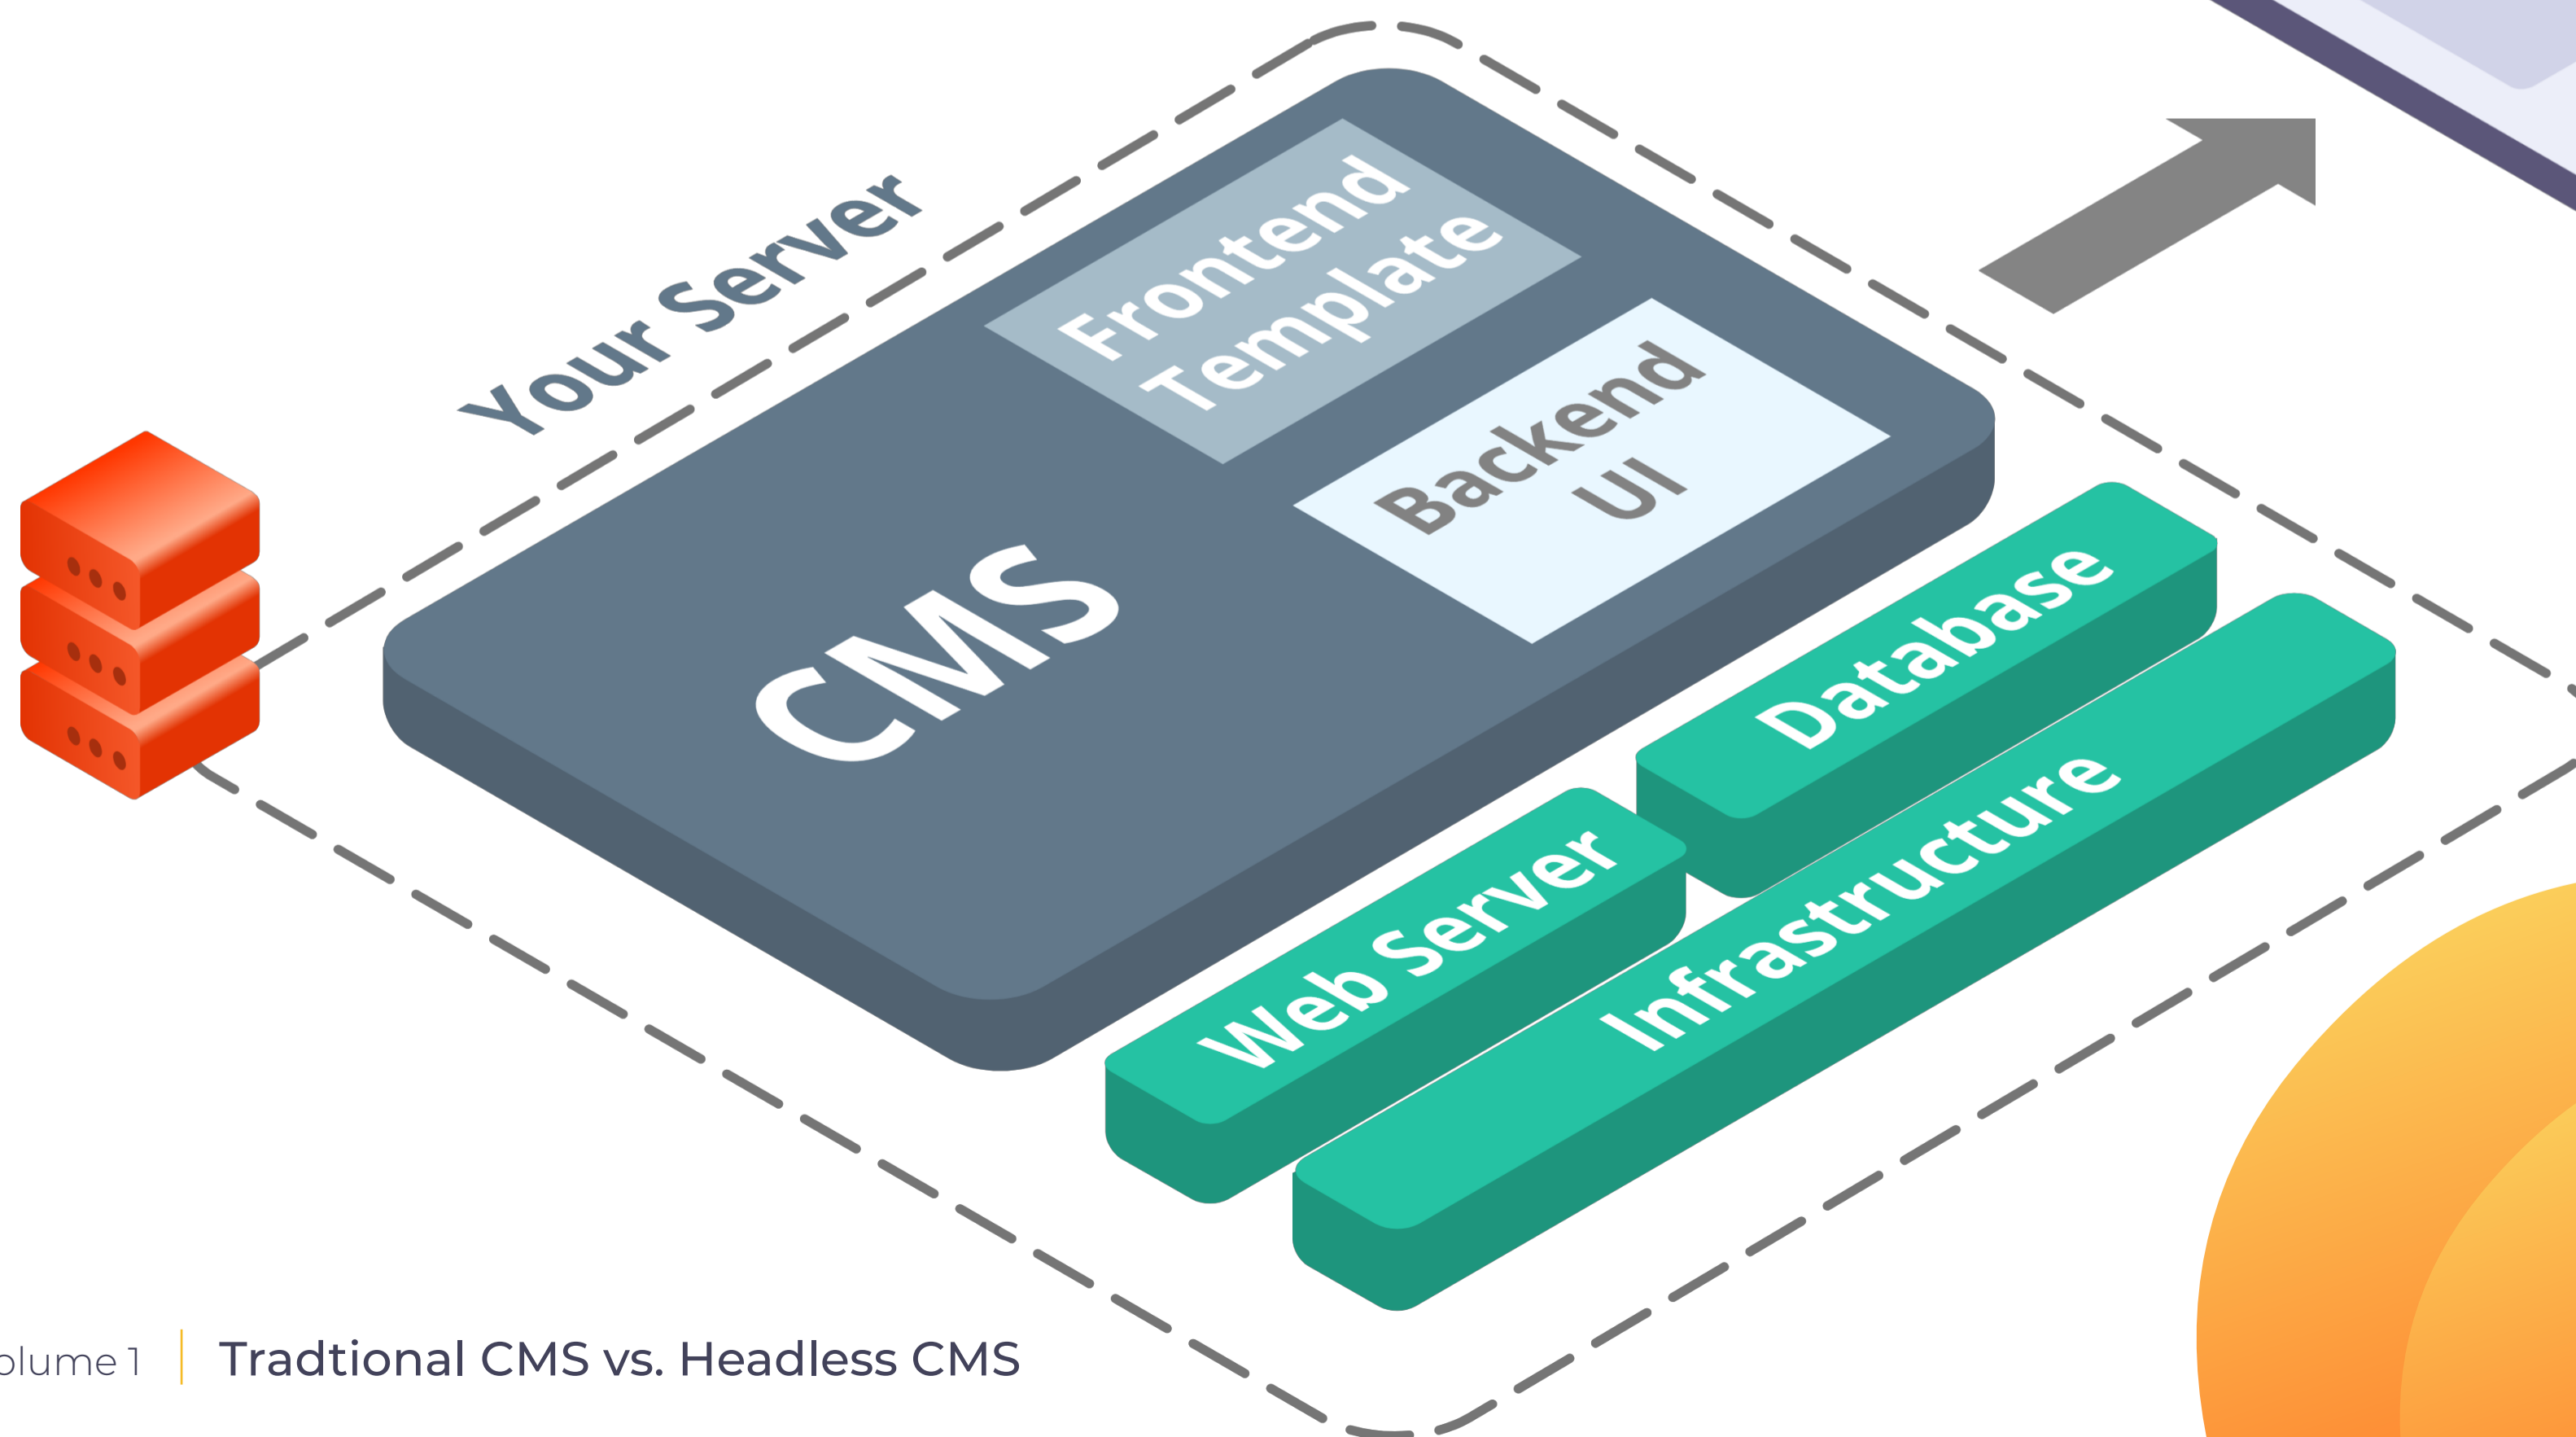 Your Server
Frontend
Template
Backend
UI
CMS
Database
Web Server
Infrastructure
olume 1
Tradtional CMS vs. Headless CMS